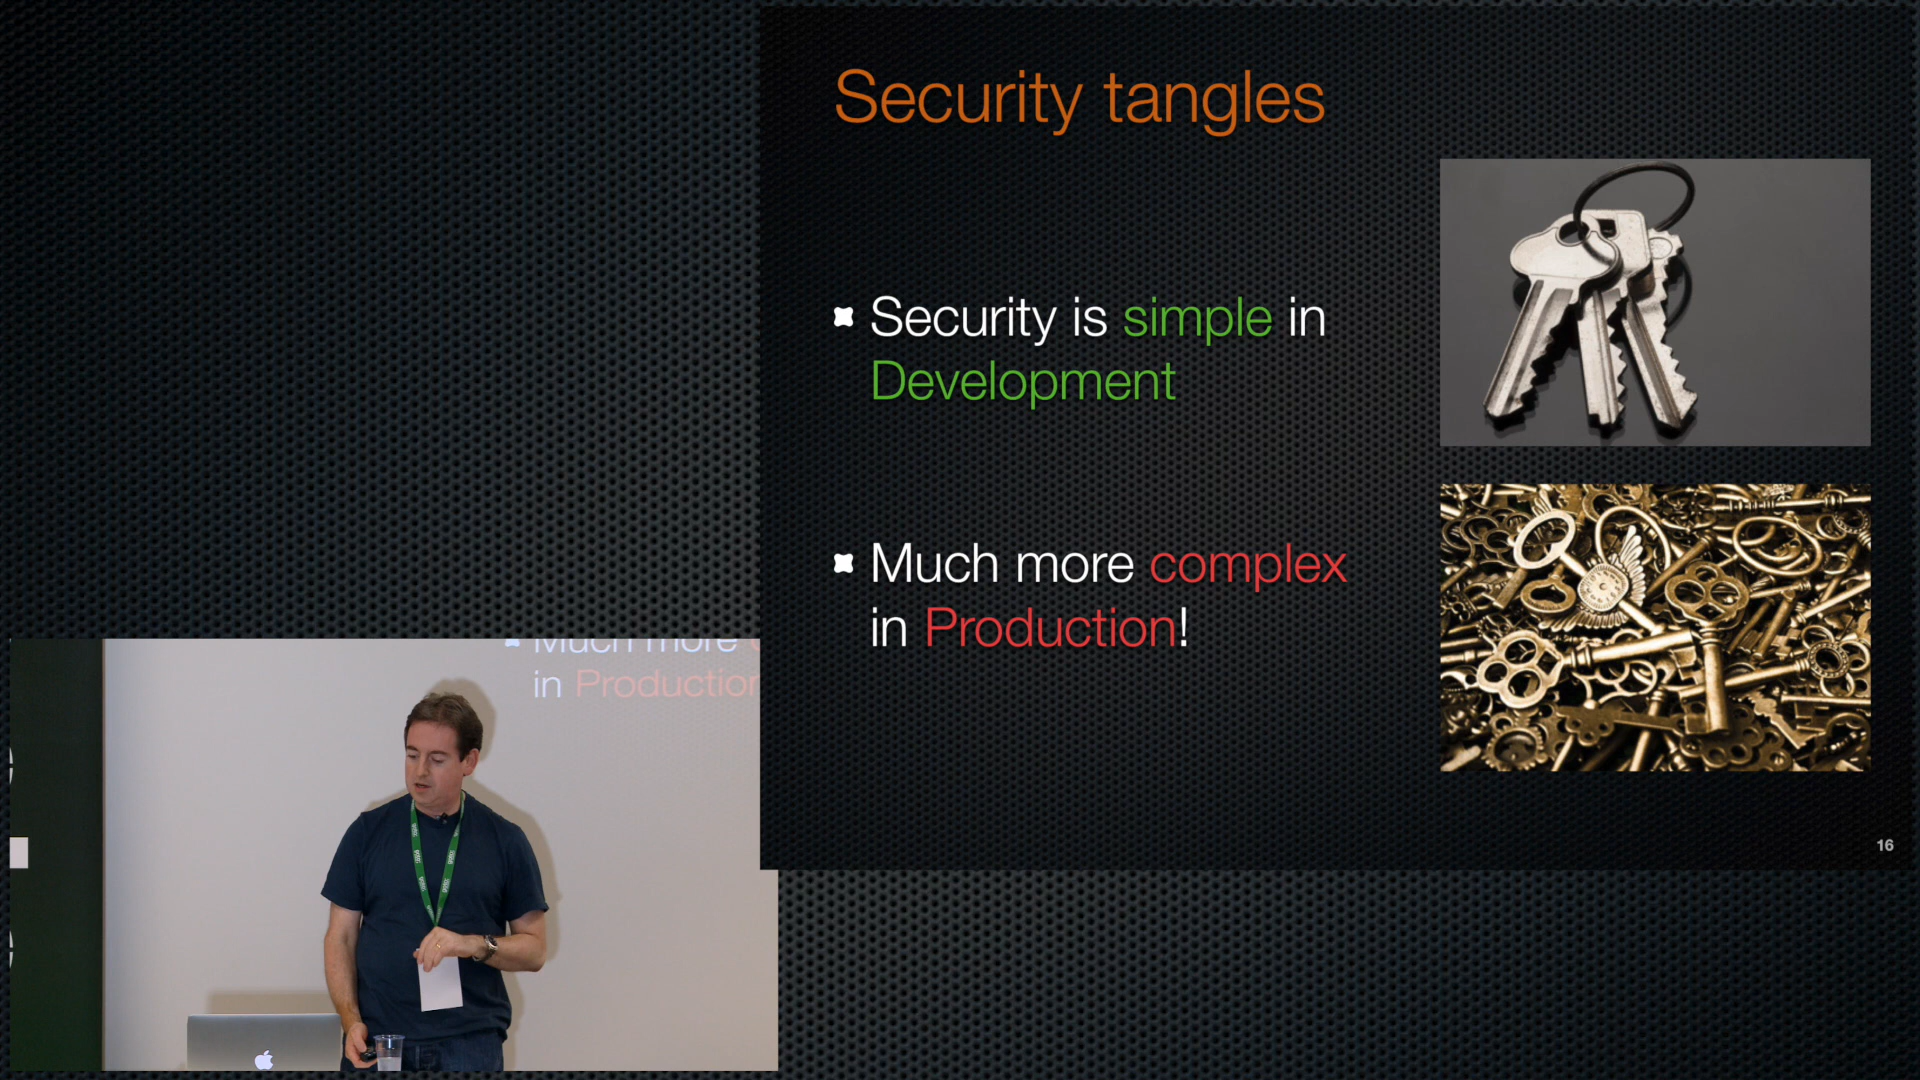 Security tangles
Security is simple in
Development
Much more complex
in Production!
16
Much more
in Production